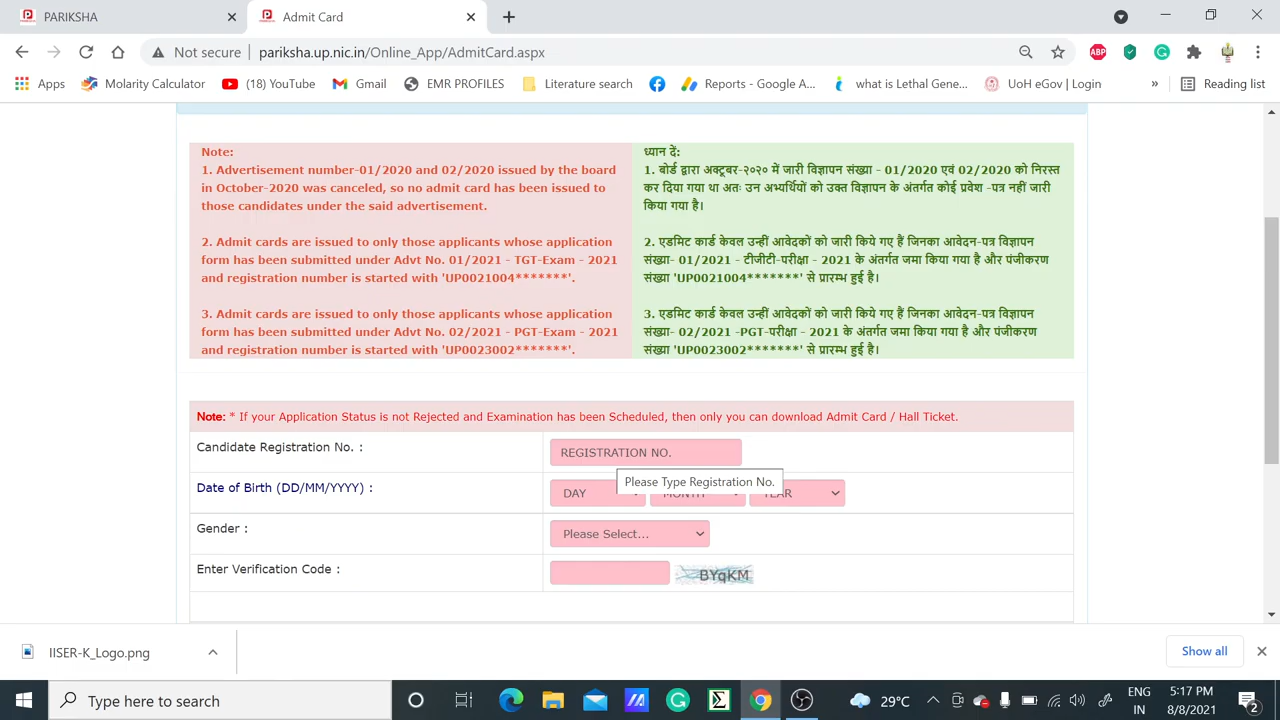 PARIKSHA
Admit Card
Not secure
pariksha.up.nic.in/Online_App/AdmitCard.aspx
ABP
Apps
Molarity Calculator
(18) YouTube
Gmail
EMR PROFILES
Literature search
Reports - Google A...
what is Lethal Gene...
UoH eGov | Login
»
Reading list
Note:
1. Advertisement number-01/2020 and 02/2020 issued by the board
in October-2020 was canceled, so no admit card has been issued to
those candidates under the said advertisement.
2. Admit cards are issued to only those applicants whose application
form has been submitted under Advt No. 01/2021 - TGT-Exam - 2021
and registration number is started with 'UP0021004*******'.
3. Admit cards are issued to only those applicants whose application
form has been submitted under Advt No. 02/2021 - PGT-Exam - 2021
and registration number is started with 'UP0023002*******'.
ध्यान दें:
1. बोर्ड द्वारा अक्टूबर-२०२० में जारी विज्ञापन संख्या - 01/2020 एवं 02/2020 को निरस्त
कर दिया गया था अतः उन अभ्यर्थियों को उक्त विज्ञापन के अंतर्गत कोई प्रवेश -पत्र नहीं जारी
किया गया है।
2. एडमिट कार्ड केवल उन्हीं आवेदकों को जारी किये गए हैं जिनका आवेदन-पत्र विज्ञापन
संख्या- 01/2021 - टीजीटी-परीक्षा - 2021 के अंतर्गत जमा किया गया है और पंजीकरण
संख्या 'UP0021004*******' से प्रारम्भ हुई है।
3. एडमिट कार्ड केवल उन्हीं आवेदकों को जारी किये गए हैं जिनका आवेदन-पत्र विज्ञापन
संख्या- 02/2021 -PGT-परीक्षा - 2021 के अंतर्गत जमा किया गया है और पंजीकरण
संख्या 'UP0023002*******' से प्रारम्भ हुई है।
Note: * If your Application Status is not Rejected and Examination has been Scheduled, then only you can download Admit Card / Hall Ticket.
Candidate Registration No. :
REGISTRATION NO.
Please Type Registration No.
Date of Birth (DD/MM/YYYY) :
DAY
MONTH
YEAR
Gender :
Please Select...
Enter Verification Code :
BYqKM
IISER-K_Logo.png
Show all
Type here to search
29°C
ENG
IN
5:17 PM
8/8/2021
2